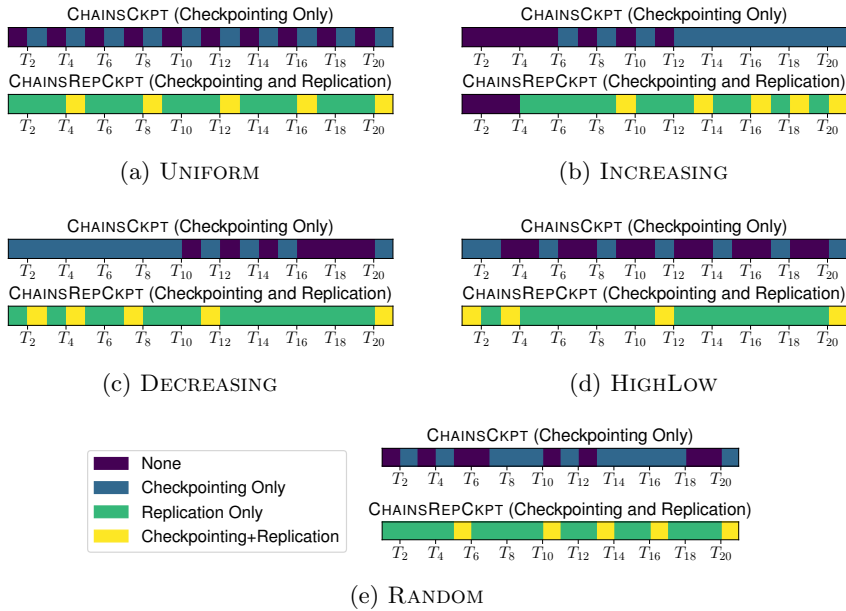 CHAINSCKPT (Checkpointing Only)
T2 T4 T6 T8 T10 T12 T14 T16 T18 T20
CHAINSREPCKPT (Checkpointing and Replication)
T2 T4 T6 T8 T10 T12 T14 T16 T18 T20
(a) UNIFORM
CHAINSCKPT (Checkpointing Only)
T2 T4 T6 T8 T10 T12 T14 T16 T18 T20
CHAINSREPCKPT (Checkpointing and Replication)
T2 T4 T6 T8 T10 T12 T14 T16 T18 T20
(b) INCREASING
CHAINSCKPT (Checkpointing Only)
T2 T4 T6 T8 T10 T12 T14 T16 T18 T20
CHAINSREPCKPT (Checkpointing and Replication)
T2 T4 T6 T8 T10 T12 T14 T16 T18 T20
(c) DECREASING
CHAINSCKPT (Checkpointing Only)
T2 T4 T6 T8 T10 T12 T14 T16 T18 T20
CHAINSREPCKPT (Checkpointing and Replication)
T2 T4 T6 T8 T10 T12 T14 T16 T18 T20
(d) HIGHLOW
None
Checkpointing Only
Replication Only
Checkpointing+Replication
CHAINSCKPT (Checkpointing Only)
T2 T4 T6 T8 T10 T12 T14 T16 T18 T20
CHAINSREPCKPT (Checkpointing and Replication)
T2 T4 T6 T8 T10 T12 T14 T16 T18 T20
(e) RANDOM